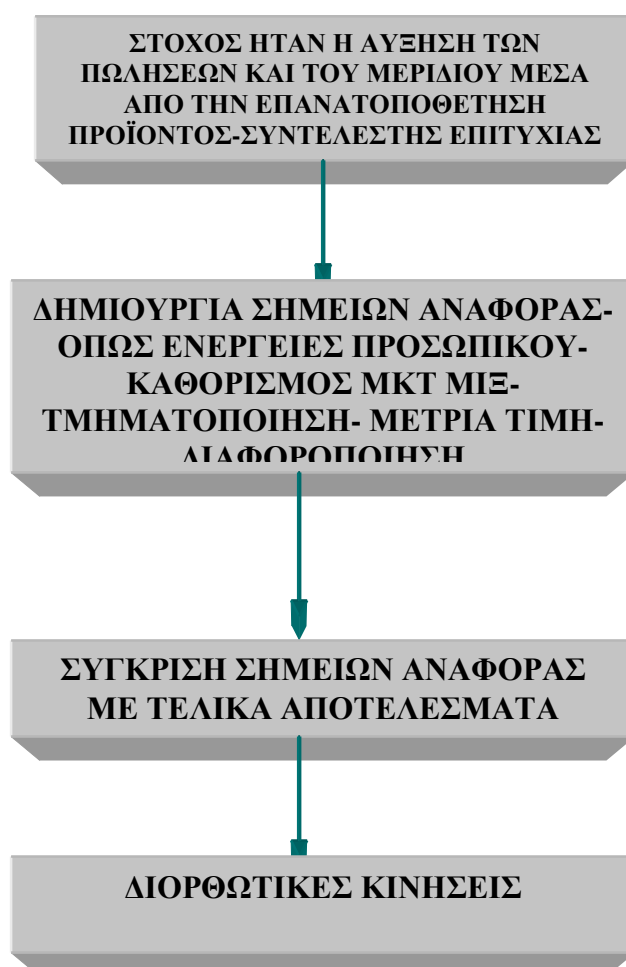 ΣΤΟΧΟΣ ΗΤΑΝ Η ΑΥΞΗΣΗ ΤΩΝ
ΠΩΛΗΣΕΩΝ ΚΑΙ ΤΟΥ ΜΕΡΙΔΙΟΥ ΜΕΣΑ
ΑΠΟ ΤΗΝ ΕΠΑΝΑΤΟΠΟΘΕΤΗΣΗ
ΠΡΟΪΟΝΤΟΣ-ΣΥΝΤΕΛΕΣΤΗΣ ΕΠΙΤΥΧΙΑΣ
ΔΗΜΙΟΥΡΓΙΑ ΣΗΜΕΙΩΝ ΑΝΑΦΟΡΑΣ-
ΟΠΩΣ ΕΝΕΡΓΕΙΕΣ ΠΡΟΣΩΠΙΚΟΥ-
ΚΑΘΟΡΙΣΜΟΣ ΜΚΤ ΜΙΞ-
ΤΜΗΜΑΤΟΠΟΙΗΣΗ- ΜΕΤΡΙΑ ΤΙΜΗ-
ΔΙΑΦΟΡΟΠΟΙΗΣΗ
ΣΥΓΚΡΙΣΗ ΣΗΜΕΙΩΝ ΑΝΑΦΟΡΑΣ
ΜΕ ΤΕΛΙΚΑ ΑΠΟΤΕΛΕΣΜΑΤΑ
ΔΙΟΡΘΩΤΙΚΕΣ ΚΙΝΗΣΕΙΣ